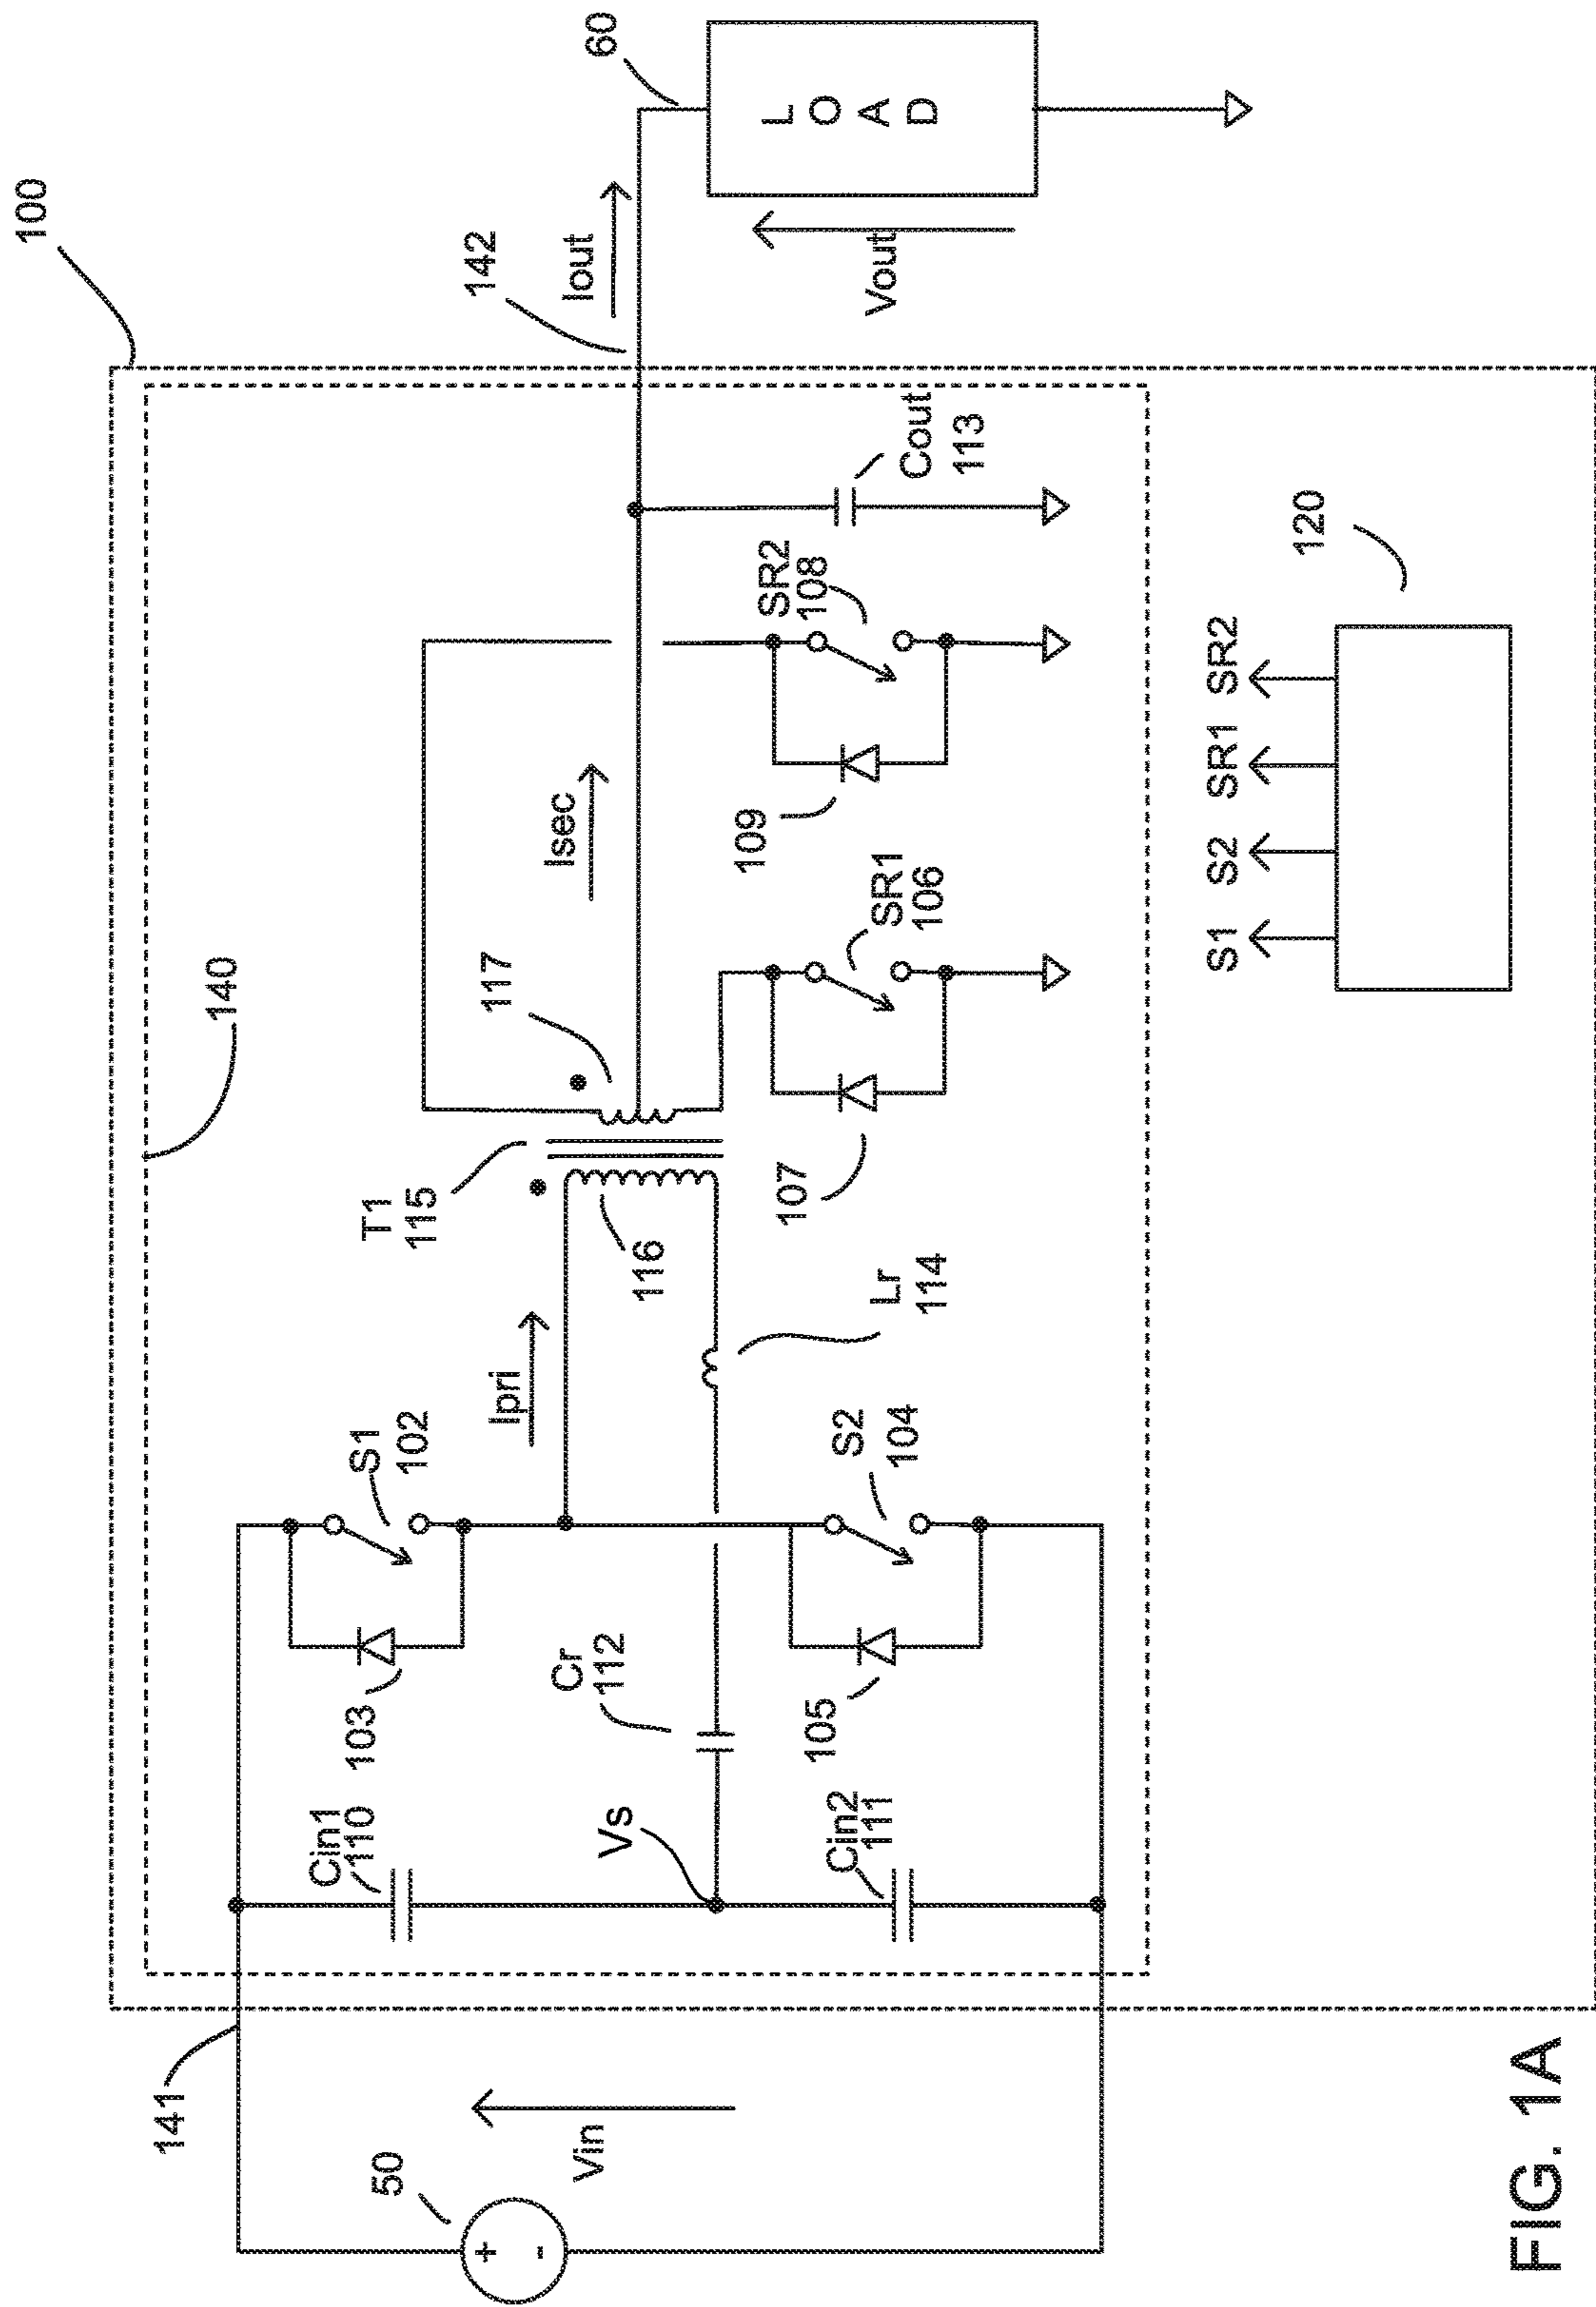 100
140
142
Iout
60
LOAD
Vout
141
50
+
-
Vin
Cin1
110
103
S1
102
Ipri
T1
115
117
Isec
116
Vs
Cr
112
Lr
114
Cin2
111
105
S2
104
107
SR1
106
109
SR2
108
Cout
113
S1
S2
SR1
SR2
120
FIG. 1A